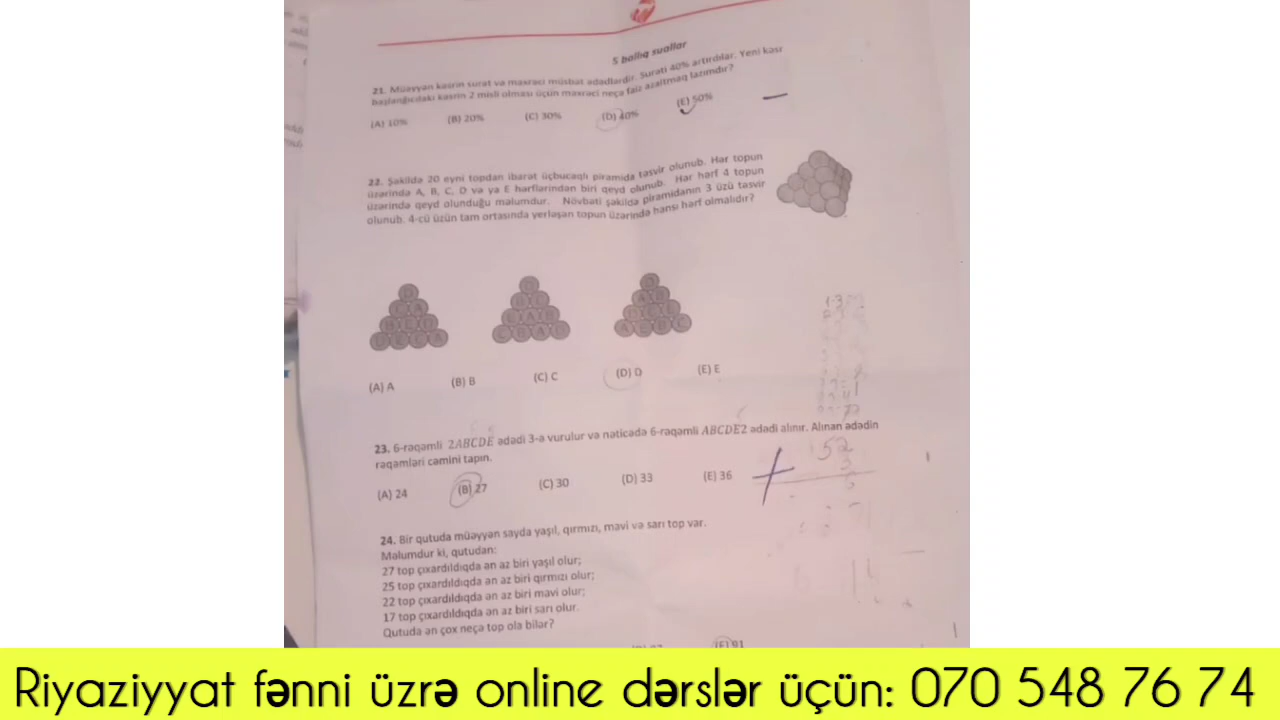 5 ballıq suallar
21. Müəyyən kəsrin surət və məxrəci müsbət ədədlərdir. Surəti 40% artırdılar. Yeni kəsr
başlanğıcdakı kəsrin 2 misli olması üçün məxrəci neçə faiz azaltmaq lazımdır?
(A) 10% (B) 20% (C) 30% (D) 40% (E) 50%
22. Şəkildə 20 eyni topdan ibarət üçbucaqlı piramida təsvir olunub. Hər topun
üzərində A, B, C, D və ya E hərflərindən biri qeyd olunub. Hər hərf 4 topun
üzərində qeyd olunduğu məlumdur. Növbəti şəkildə piramidanın 3 üzü təsvir
olunub. 4-cü üzün tam ortasında yerləşən topun üzərində hansı hərf olmalıdır?
(A) A (B) B (C) C (D) D (E) E
23. 6-rəqəmli 2ABCDE ədədi 3-ə vurulur və nəticədə 6-rəqəmli ABCDE2 ədədi alınır. Alınan ədədin
rəqəmləri cəmini tapın.
(A) 24 (B) 27 (C) 30 (D) 33 (E) 36
24. Bir qutuda müəyyən sayda yaşıl, qırmızı, mavi və sarı top var.
Məlumdur ki, qutudan:
27 top çıxardıldıqda ən az biri yaşıl olur;
25 top çıxardıldıqda ən az biri qırmızı olur;
22 top çıxardıldıqda ən az biri mavi olur;
17 top çıxardıldıqda ən az biri sarı olur.
Qutuda ən çox neçə top ola bilər?
(E) 91
Riyaziyyat fənni üzrə online dərslər üçün: 070 548 76 74